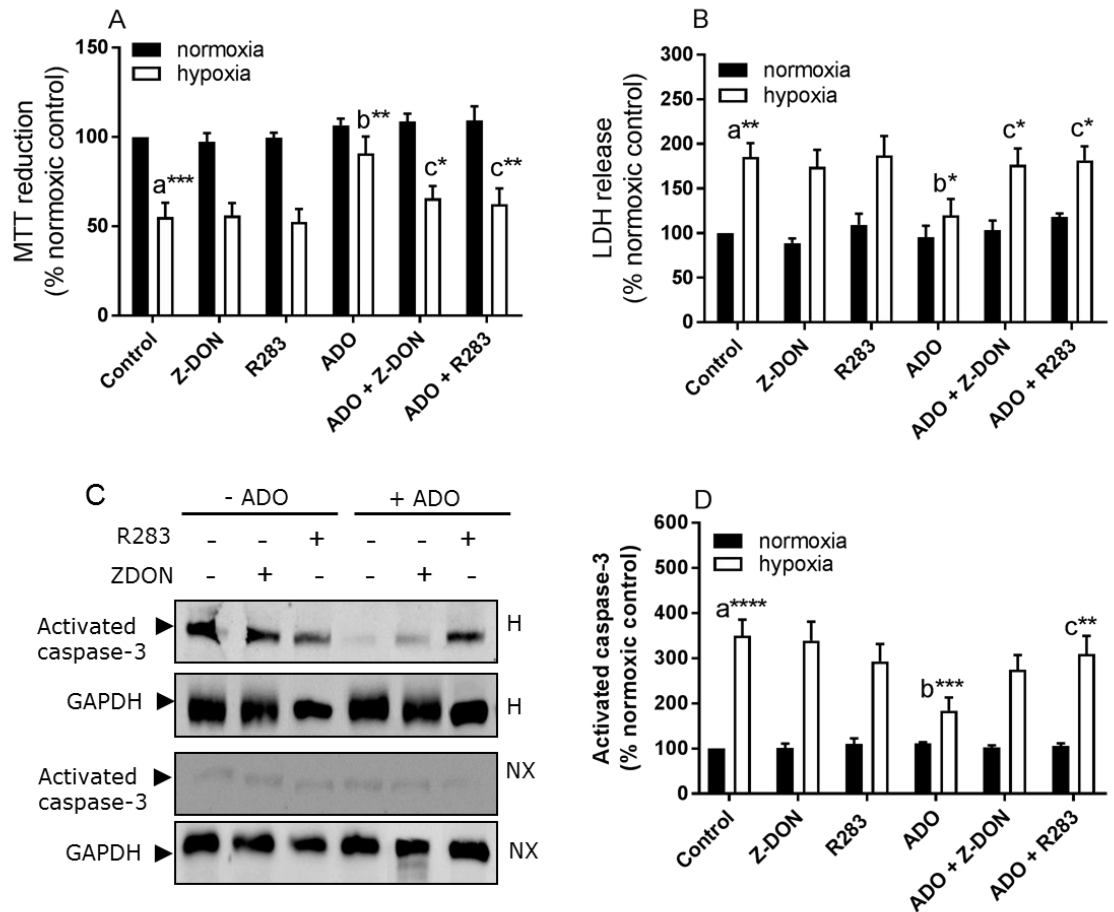 A
MTT reduction
(% normoxic control)
150
100
50
0
normoxia
hypoxia
a***
b**
c*
c**
Control
Z-DON
R283
ADO
ADO + Z-DON
ADO + R283
B
LDH release
(% normoxic control)
300
250
200
150
100
50
0
normoxia
hypoxia
a**
b*
c*
c*
Control
Z-DON
R283
ADO
ADO + Z-DON
ADO + R283
C
- ADO + ADO
R283 - - + - - +
ZDON - + - - + -
Activated
caspase-3
H
GAPDH
H
Activated
caspase-3
NX
GAPDH
NX
D
Activated caspase-3
(% normoxic control)
600
500
400
300
200
100
0
normoxia
hypoxia
a****
b***
c**
Control
Z-DON
R283
ADO
ADO + Z-DON
ADO + R283